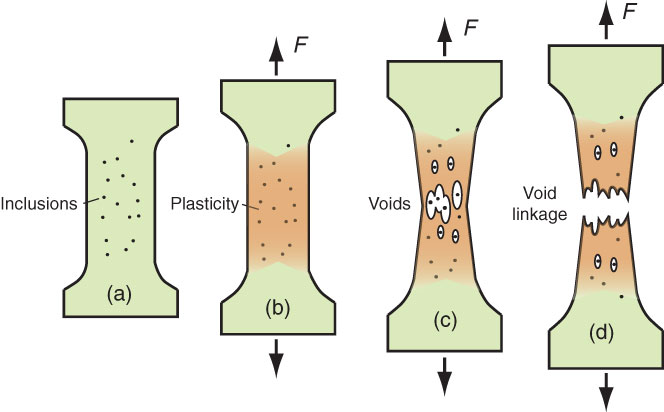 F
F
F
Inclusions
Plasticity
Voids
Void
linkage
(a)
(b)
(c)
(d)